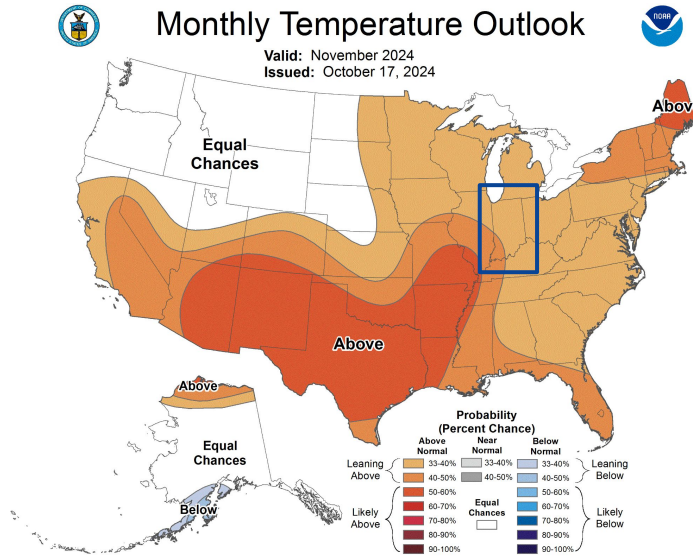 Monthly Temperature Outlook
NOAA
Valid: November 2024
Issued: October 17, 2024
Equal
Chances
Abov
Above
Above
Equal
Chances
Below
Probability
(Percent Chance)
Above
Normal
Near
Normal
Below
Normal
Leaning
Above
33-40%
33-40%
33-40%
Leaning
Below
40-50%
40-50%
40-50%
Likely
Above
50-60%
Equal
Chances
50-60%
Likely
Below
60-70%
60-70%
70-80%
70-80%
80-90%
80-90%
90-100%
90-100%